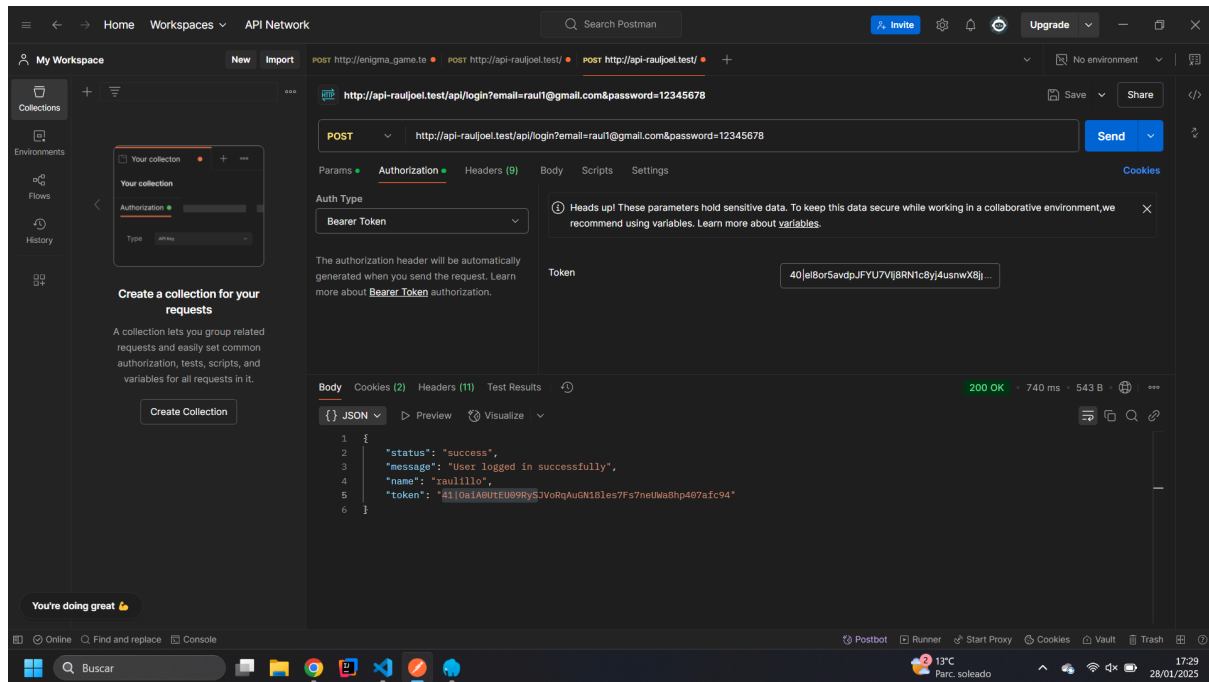 Home Workspaces API Network Search Postman Invite Upgrade
My Workspace New Import POST http://enigma_game.te POST http://api-rauljoel.test/ POST http://api-rauljoel.test/ No environment
Collections
Environments
Flows
History
Your collecton
Your collection
Authorization
Type API Key
Create a collection for your
requests
A collection lets you group related
requests and easily set common
authorization, tests, scripts, and
variables for all requests in it.
Create Collection
You're doing great
HTTP http://api-rauljoel.test/api/login?email=raul1@gmail.com&password=12345678 Save Share
POST http://api-rauljoel.test/api/login?email=raul1@gmail.com&password=12345678 Send
Params Authorization Headers (9) Body Scripts Settings Cookies
Auth Type
Bearer Token
The authorization header will be automatically
generated when you send the request. Learn
more about Bearer Token authorization.
Heads up! These parameters hold sensitive data. To keep this data secure while working in a collaborative environment,we
recommend using variables. Learn more about variables.
Token 40|el8or5avdpJFYU7Vlj8RN1c8yj4usnwX8jj...
Body Cookies (2) Headers (11) Test Results 200 OK 740 ms 543 B
{} JSON Preview Visualize
1 {
2 "status": "success",
3 "message": "User logged in successfully",
4 "name": "raulillo",
5 "token": "41|OaiA0UtEU09RySJVoRqAuGN18les7Fs7neUWa8hp407afc94"
6 }
Online Find and replace Console Postbot Runner Start Proxy Cookies Vault Trash
Buscar 2 13°C 17:29
Parc. soleado 28/01/2025